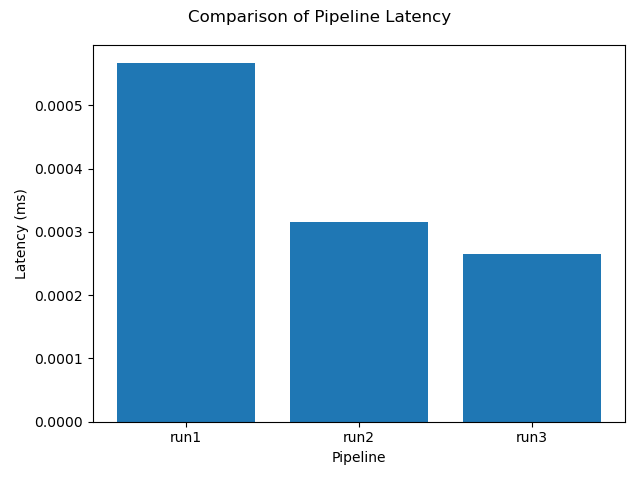 Comparison of Pipeline Latency
Latency (ms)
0.0005
0.0004
0.0003
0.0002
0.0001
0.0000
run1 run2 run3
Pipeline